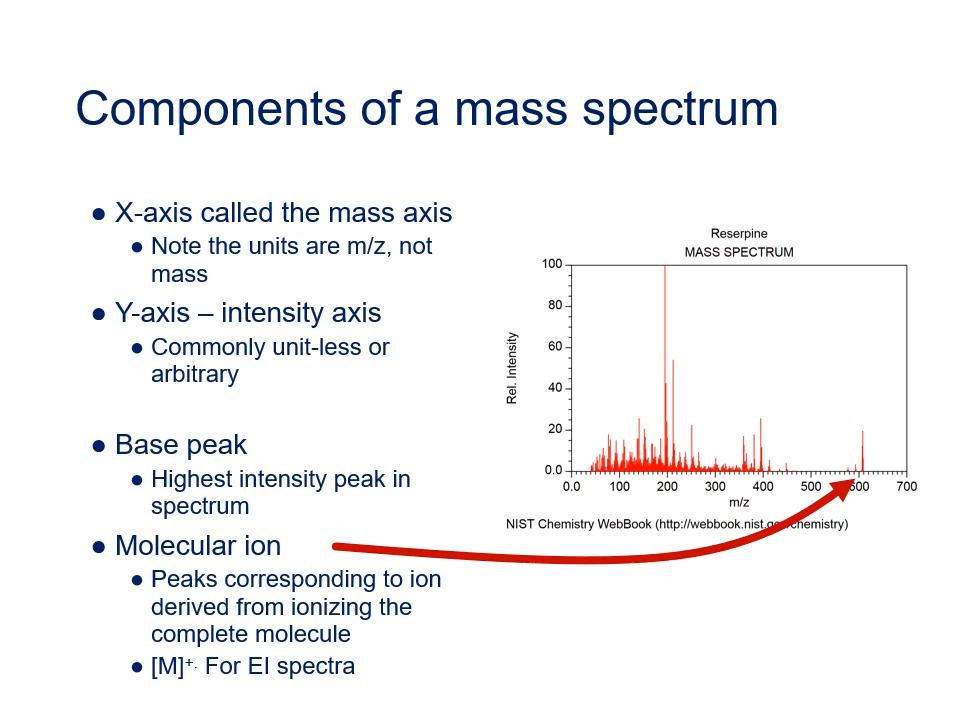 Components of a mass spectrum
● X-axis called the mass axis
● Note the units are m/z, not
mass
● Y-axis – intensity axis
● Commonly unit-less or
arbitrary
● Base peak
● Highest intensity peak in
spectrum
● Molecular ion
● Peaks corresponding to ion
derived from ionizing the
complete molecule
● [M]⁺· For EI spectra
Reserpine
MASS SPECTRUM
100
80
60
40
20
0.0
Rel. Intensity
0.0 100 200 300 400 500 600 700
m/z
NIST Chemistry WebBook (http://webbook.nist.gov/chemistry)